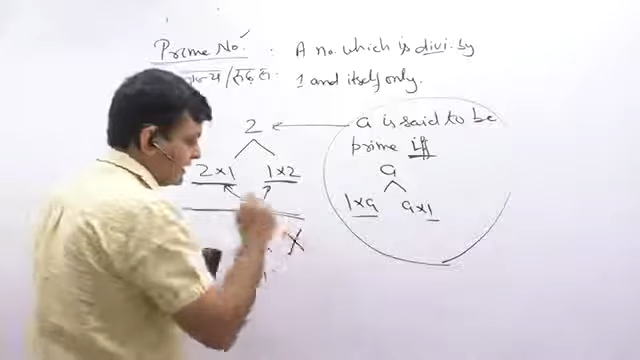 Prime No. : A no. which is divi. by
1 and itself only.
2 ← a is said to be
prime iff
2×1 1×2
a
1×a a×1